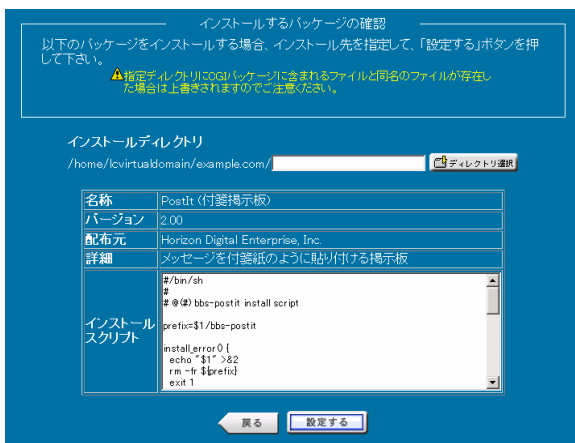 インストールするパッケージの確認
以下のパッケージをインストールする場合、インストール先を指定して、「設定する」ボタンを押
して下さい。
指定ディレクトリにCGIパッケージに含まれるファイルと同名のファイルが存在し
た場合は上書きされますのでご注意ください。
インストールディレクトリ
/home/lcvirtualdomain/example.com/ ディレクトリ選択
名称 PostIt (付箋掲示板)
バージョン 2.00
配布元 Horizon Digital Enterprise, Inc.
詳細 メッセージを付箋紙のように貼り付ける掲示板
インストール
スクリプト
#/bin/sh
#
# @(#) bbs-postit install script
prefix=$1/bbs-postit
install_error() {
echo "$1" >&2
rm -fr ${prefix}
exit 1
戻る 設定する